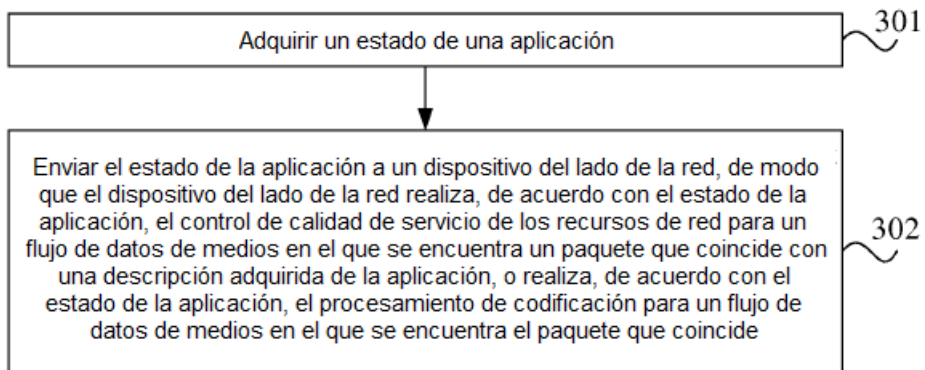 Adquirir un estado de una aplicación
301
Enviar el estado de la aplicación a un dispositivo del lado de la red, de modo
que el dispositivo del lado de la red realiza, de acuerdo con el estado de la
aplicación, el control de calidad de servicio de los recursos de red para un
flujo de datos de medios en el que se encuentra un paquete que coincide con
una descripción adquirida de la aplicación, o realiza, de acuerdo con el
estado de la aplicación, el procesamiento de codificación para un flujo de
datos de medios en el que se encuentra el paquete que coincide
302